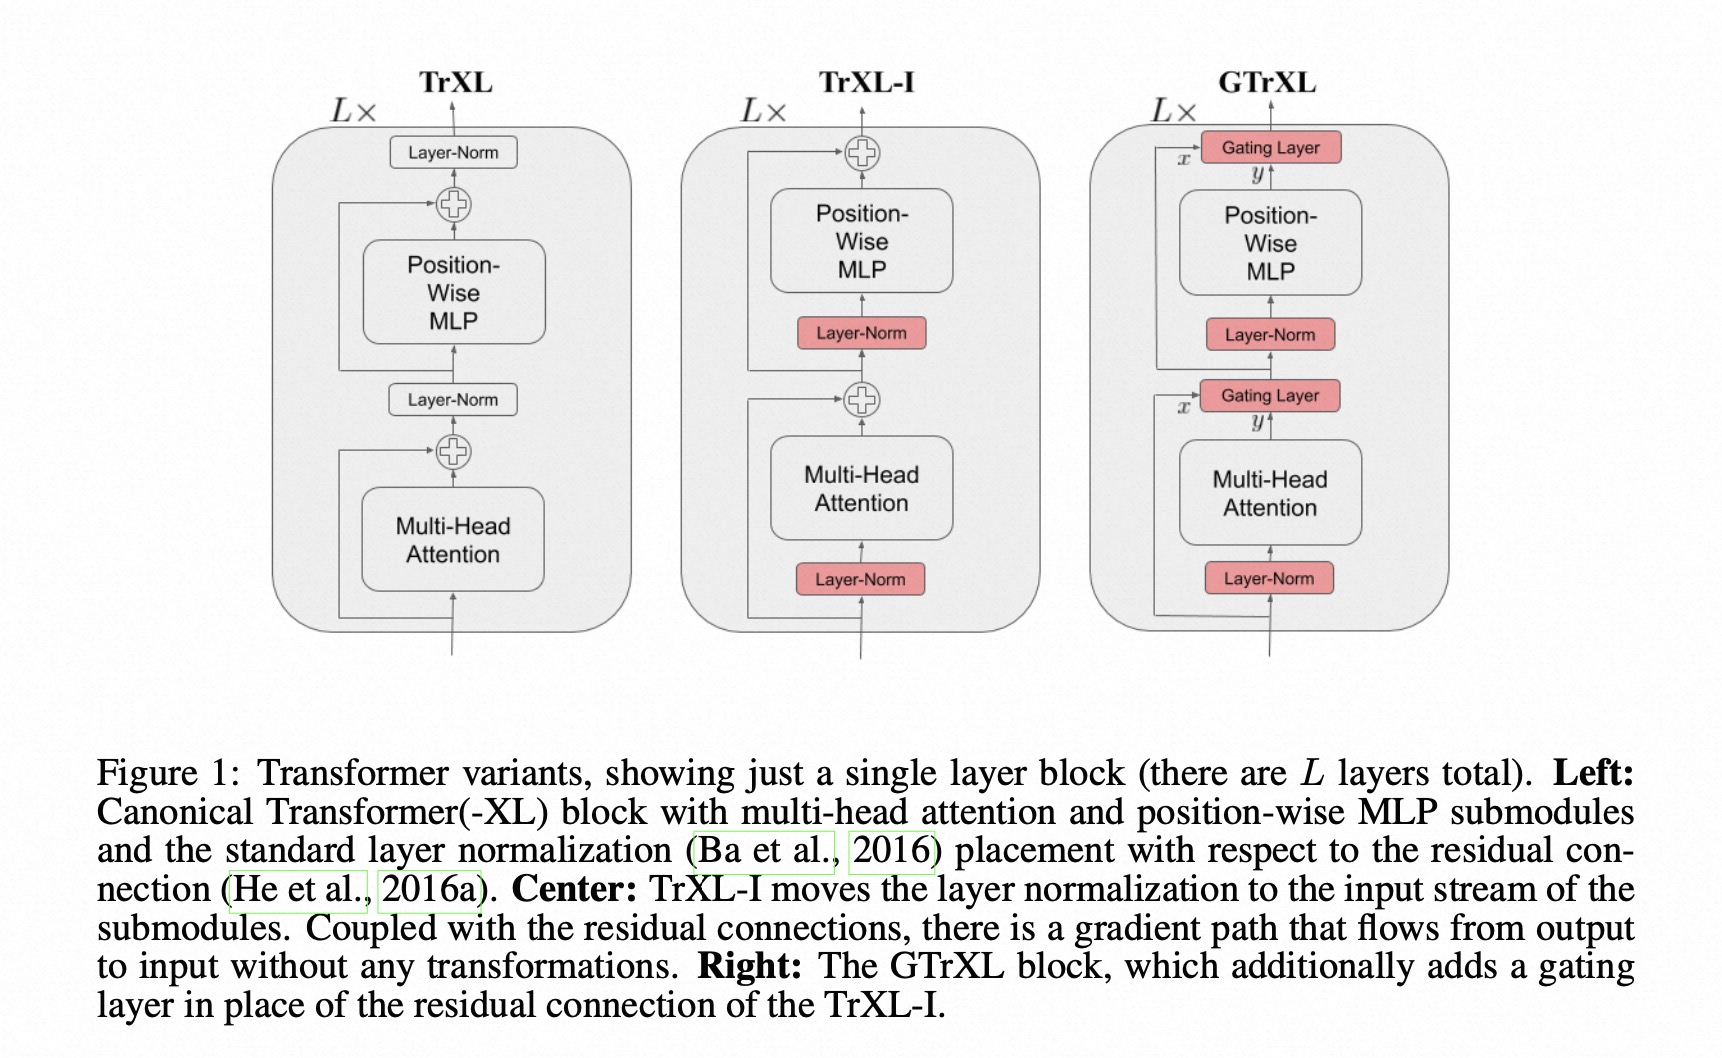 TrXL
L×
Layer-Norm
Position-
Wise
MLP
Layer-Norm
Multi-Head
Attention
TrXL-I
L×
Position-
Wise
MLP
Layer-Norm
Multi-Head
Attention
Layer-Norm
GTrXL
L×
Gating Layer
x
y
Position-
Wise
MLP
Layer-Norm
Gating Layer
x
y
Multi-Head
Attention
Layer-Norm
Figure 1: Transformer variants, showing just a single layer block (there are L layers total). Left:
Canonical Transformer(-XL) block with multi-head attention and position-wise MLP submodules
and the standard layer normalization (Ba et al., 2016) placement with respect to the residual con-
nection (He et al., 2016a). Center: TrXL-I moves the layer normalization to the input stream of the
submodules. Coupled with the residual connections, there is a gradient path that flows from output
to input without any transformations. Right: The GTrXL block, which additionally adds a gating
layer in place of the residual connection of the TrXL-I.